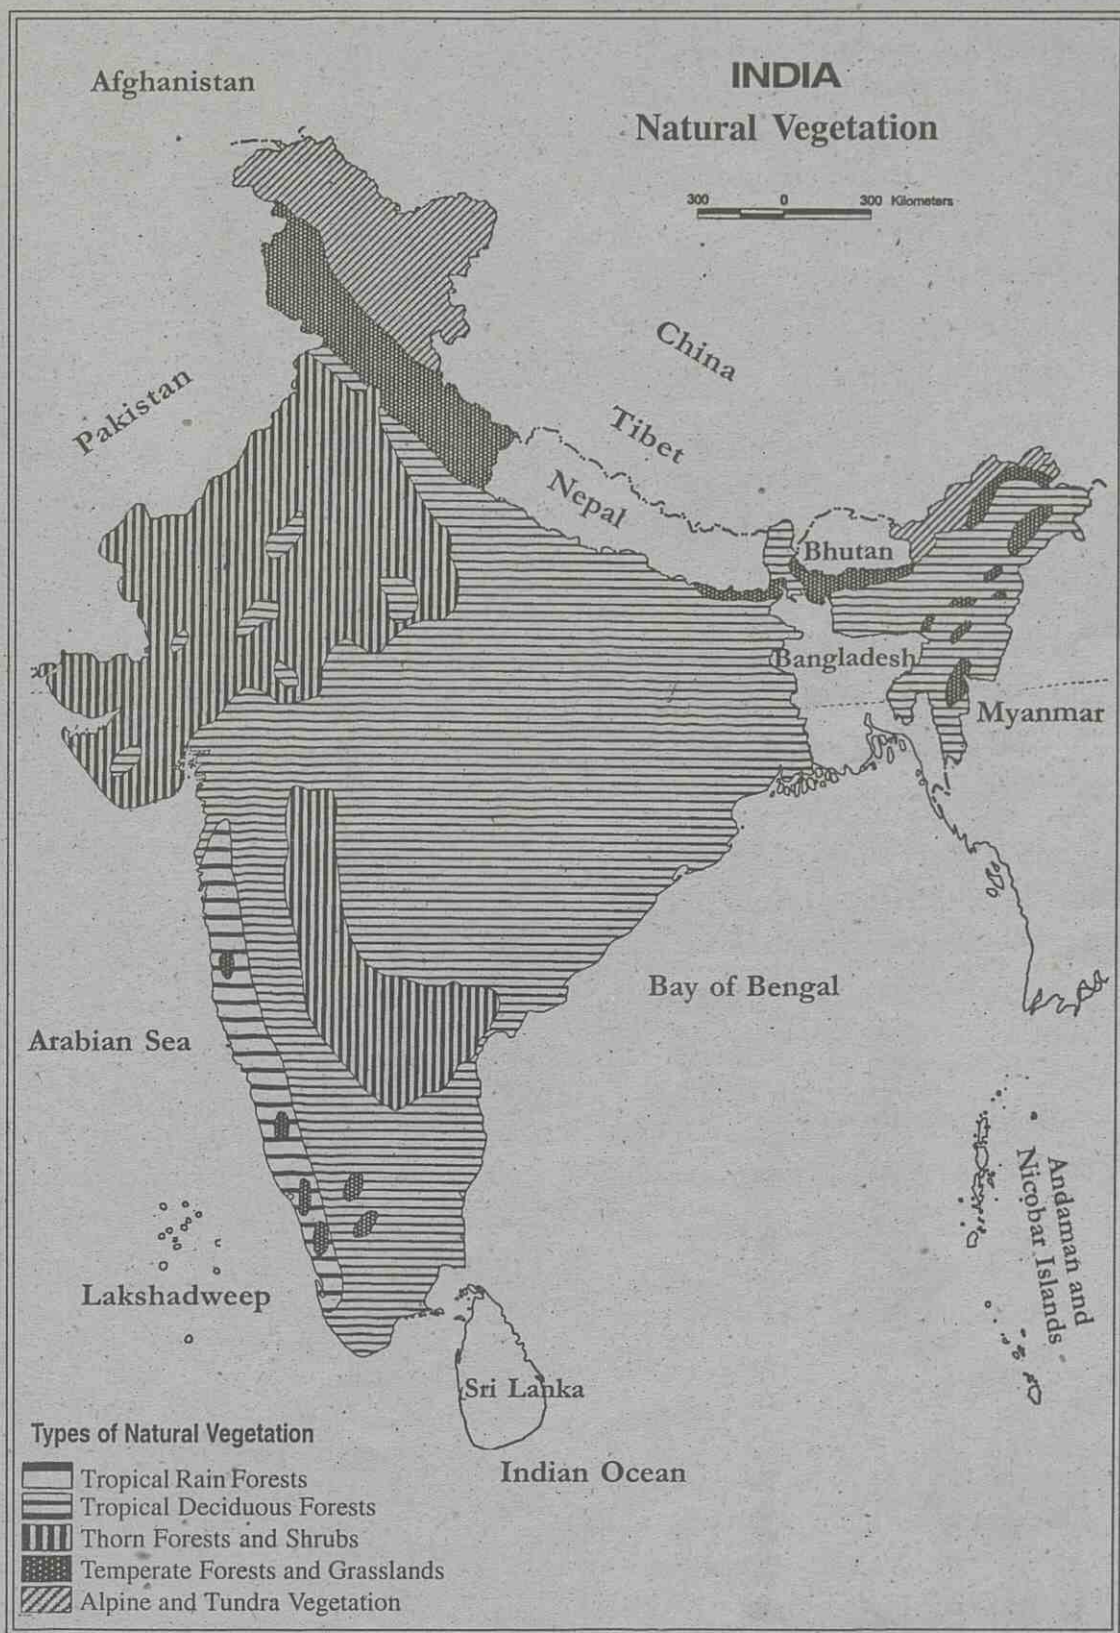 INDIA
Natural Vegetation
300 0 300 Kilometers
Afghanistan
China
Pakistan
Tibet
Nepal
Bhutan
Bangladesh
Myanmar
Bay of Bengal
Arabian Sea
Andaman and
Nicobar Islands
Lakshadweep
Sri Lanka
Indian Ocean
Types of Natural Vegetation
Tropical Rain Forests
Tropical Deciduous Forests
Thorn Forests and Shrubs
Temperate Forests and Grasslands
Alpine and Tundra Vegetation